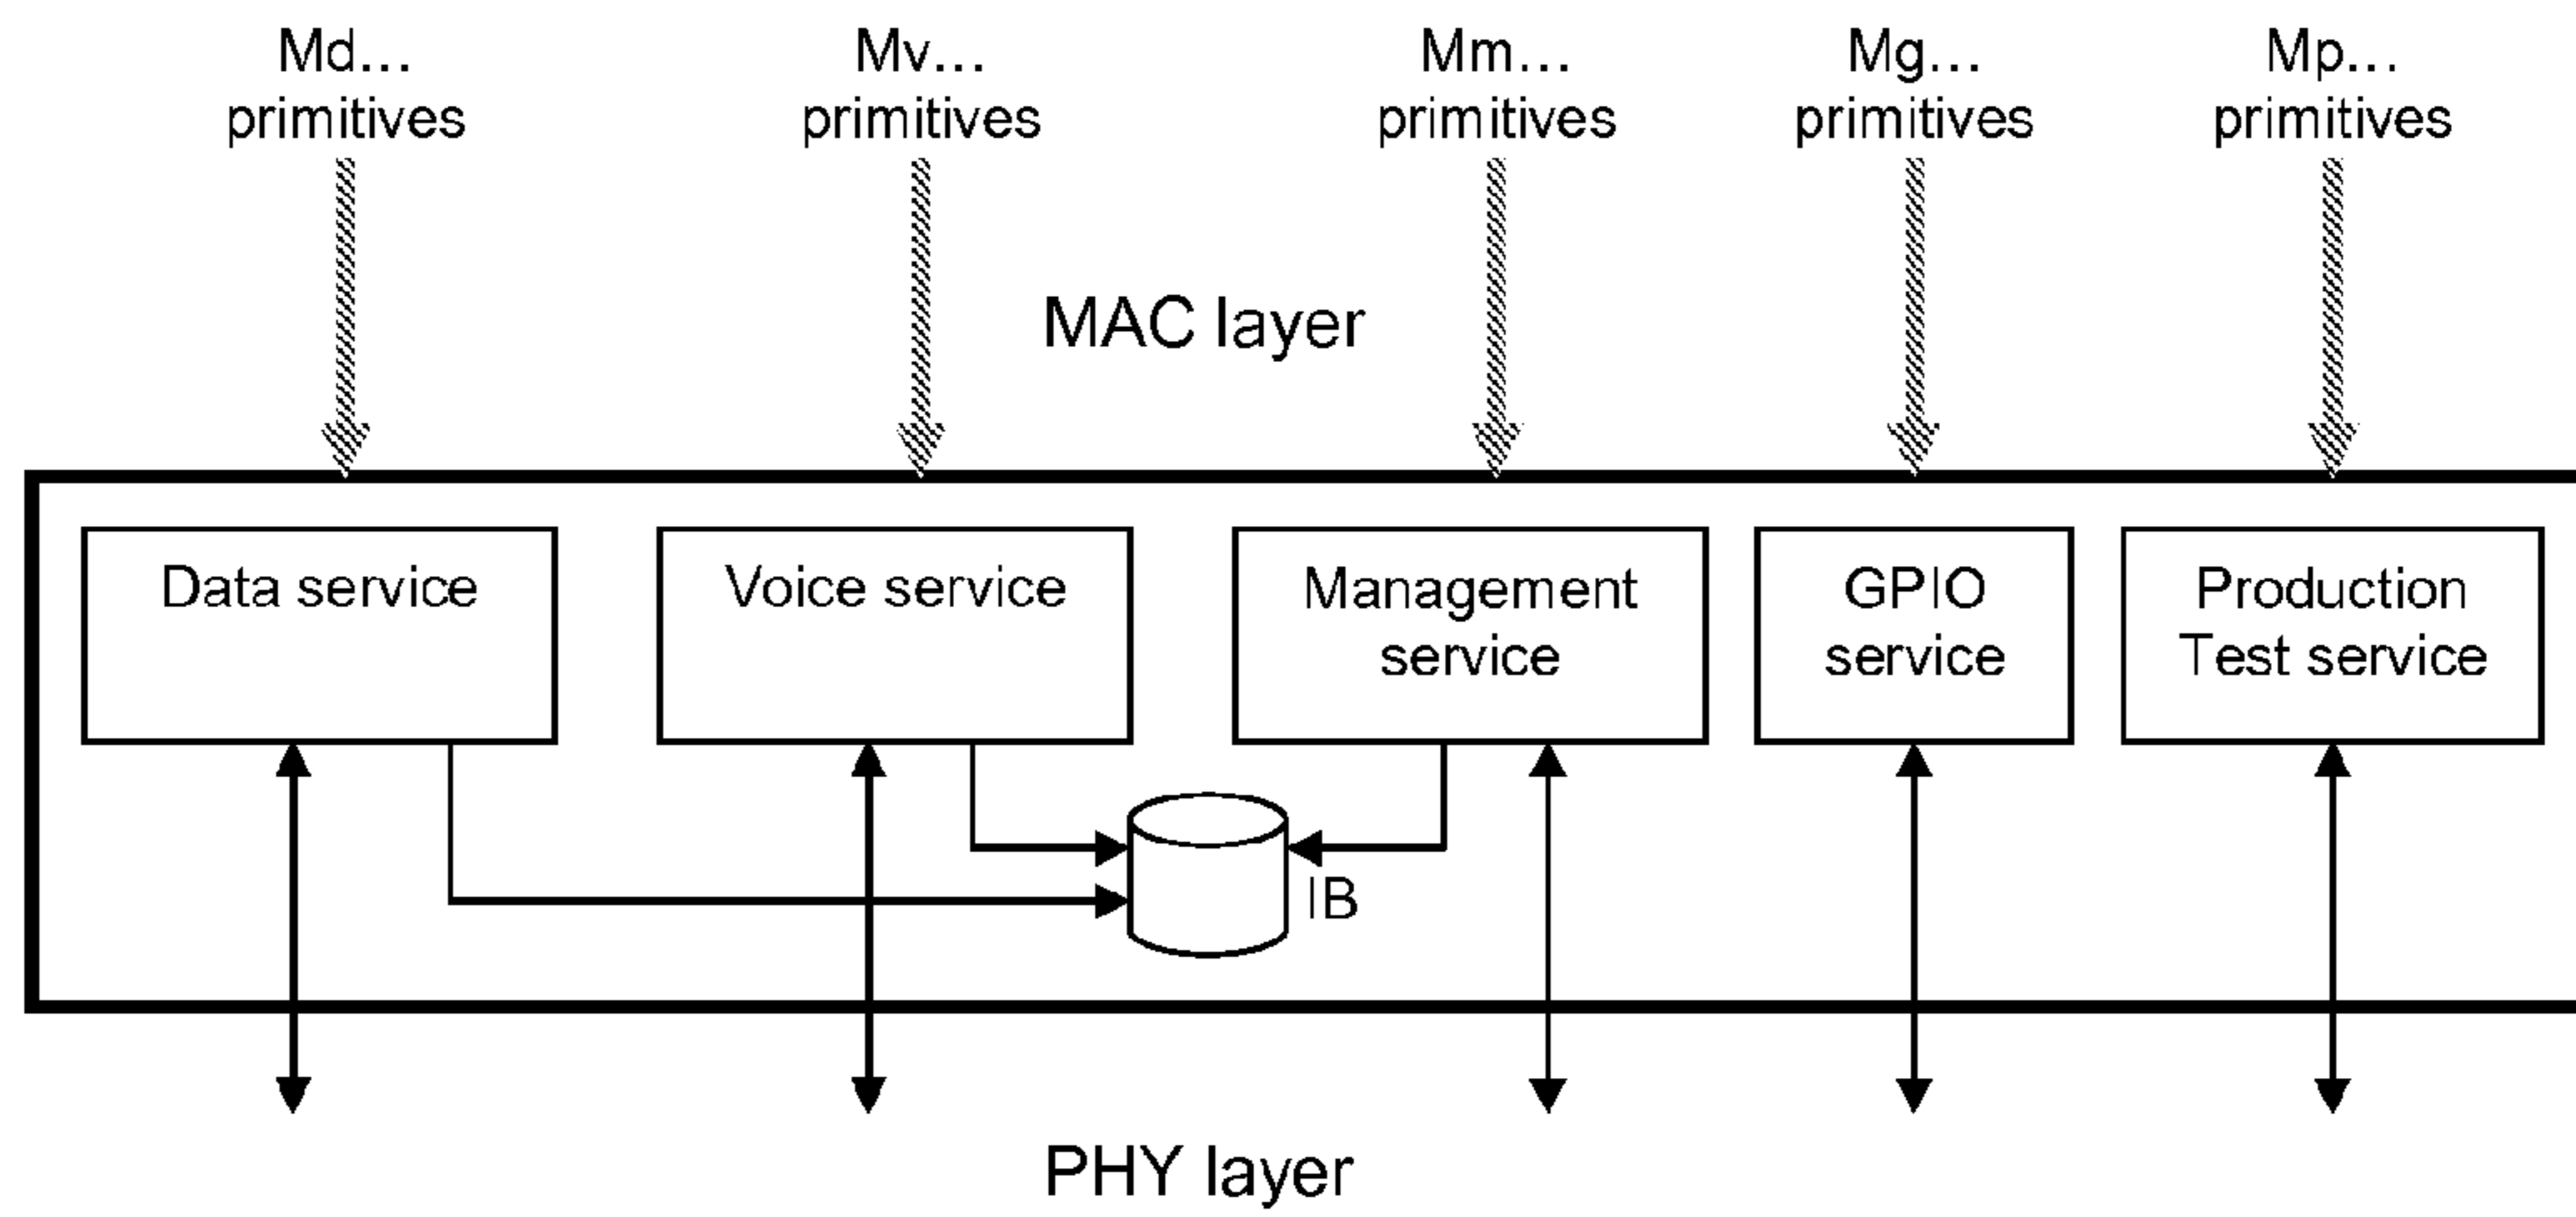 Md...
primitives
Mv...
primitives
Mm...
primitives
Mg...
primitives
Mp...
primitives
MAC layer
Data service
Voice service
Management
service
GPIO
service
Production
Test service
IB
PHY layer